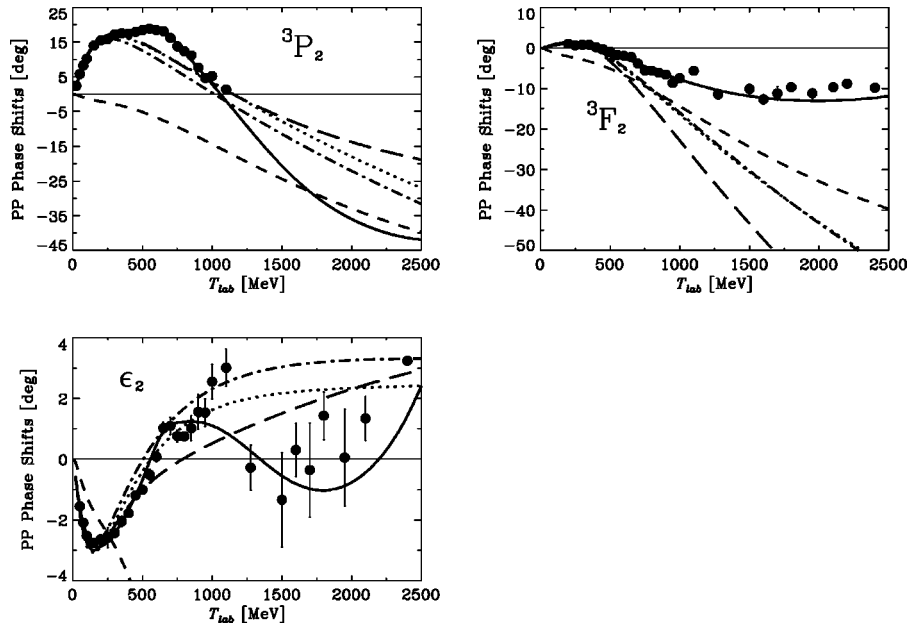 25
15
5
-5
-15
-25
-35
-45
PP Phase Shifts [deg]
³P₂
0 500 1000 1500 2000 2500
T_lab [MeV]
10
0
-10
-20
-30
-40
-50
PP Phase Shifts [deg]
³F₂
0 500 1000 1500 2000 2500
T_lab [MeV]
4
2
0
-2
-4
PP Phase Shifts [deg]
ϵ₂
0 500 1000 1500 2000 2500
T_lab [MeV]